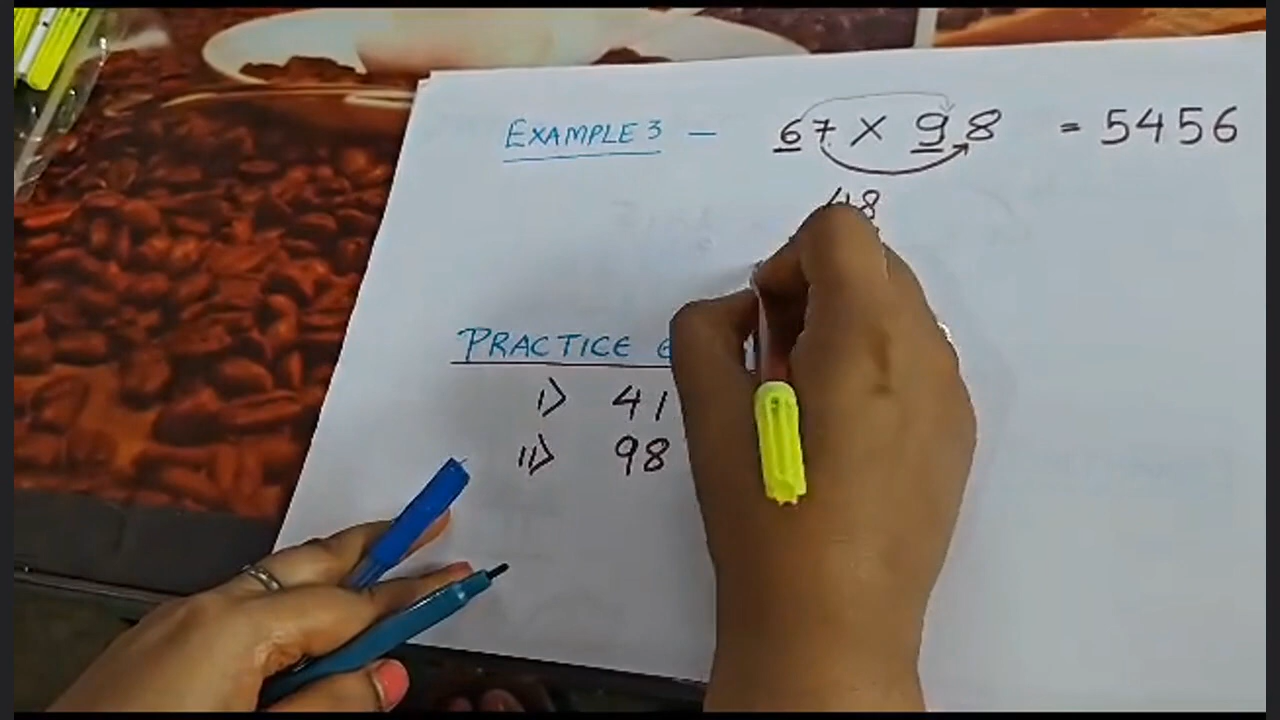 EXAMPLE 3 — 67 × 98 = 5456
48
PRACTICE
i) 41
ii) 98